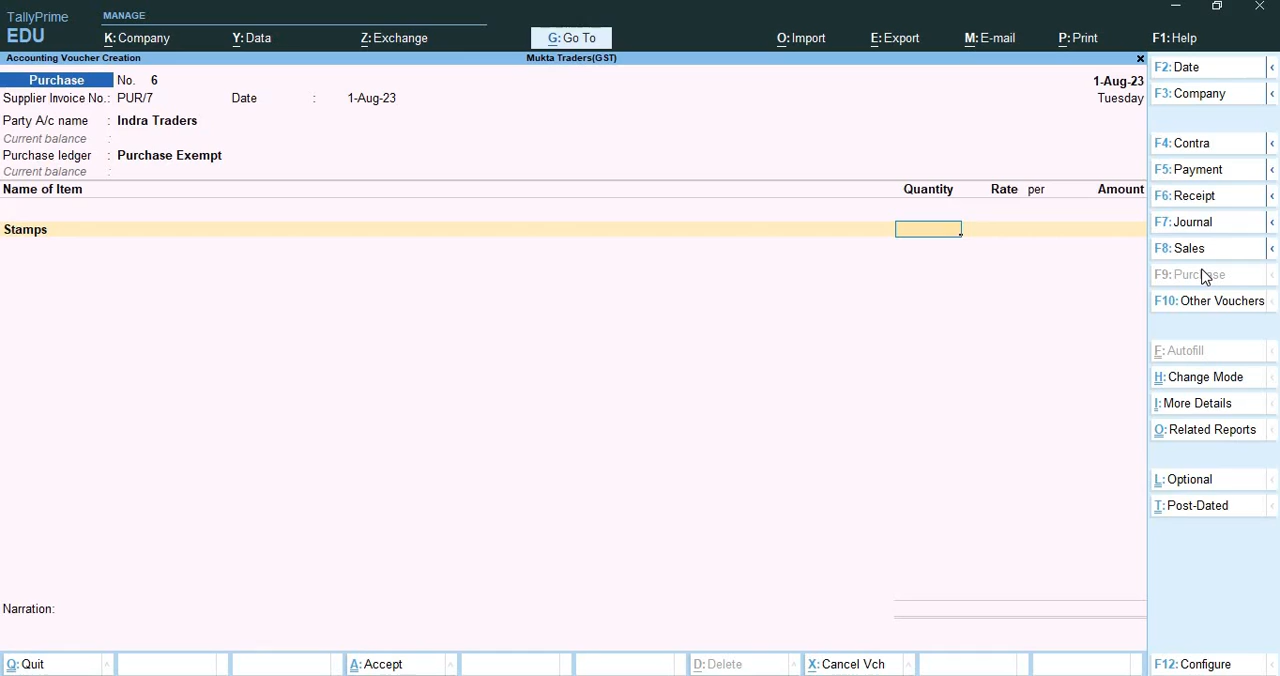 TallyPrime
EDU
MANAGE
K: Company Y: Data Z: Exchange G: Go To O: Import E: Export M: E-mail P: Print F1: Help
Accounting Voucher Creation Mukta Traders(GST)
Purchase No. 6 1-Aug-23
Supplier Invoice No.: PUR/7 Date : 1-Aug-23 Tuesday
Party A/c name : Indra Traders
Current balance :
Purchase ledger : Purchase Exempt
Current balance :
Name of Item Quantity Rate per Amount
Stamps
Narration:
F2: Date
F3: Company
F4: Contra
F5: Payment
F6: Receipt
F7: Journal
F8: Sales
F9: Purchase
F10: Other Vouchers
F: Autofill
H: Change Mode
I: More Details
O: Related Reports
L: Optional
T: Post-Dated
Q: Quit A: Accept D: Delete X: Cancel Vch F12: Configure